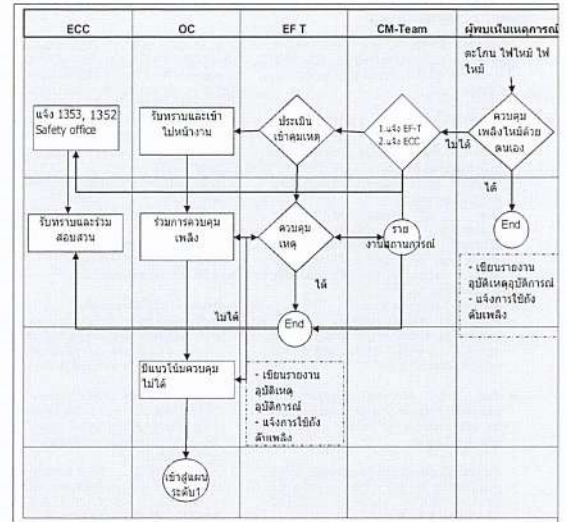 ECC
OC
EF T
CM-Team
ผู้พบเห็นเหตุการณ์
ตะโกน ไฟไหม้ ไฟ
ไหม้
แจ้ง 1353, 1352
Safety office
รับทราบและเข้า
ไปหน้างาน
ประเมิน
เข้าคุมเหตุ
1.แจ้ง EF-T
2.แจ้ง ECC
ควบคุม
เพลิงไหม้ด้วย
ตนเอง
ไม่ได้
ได้
รับทราบและร่วม
สอบสวน
ร่วมการควบคุม
เพลิง
ควบคุม
เหตุ
ราย
งานสถานการณ์
End
ได้
- เขียนรายงาน
อุบัติเหตุอุบัติการณ์
- แจ้งการใช้ถัง
ดับเพลิง
ไม่ได้
End
มีแนวโน้มควบคุม
ไม่ได้
- เขียนรายงาน
อุบัติเหตุ
อุบัติการณ์
- แจ้งการใช้ถัง
ดับเพลิง
เข้าสู่แผน
ระดับ1